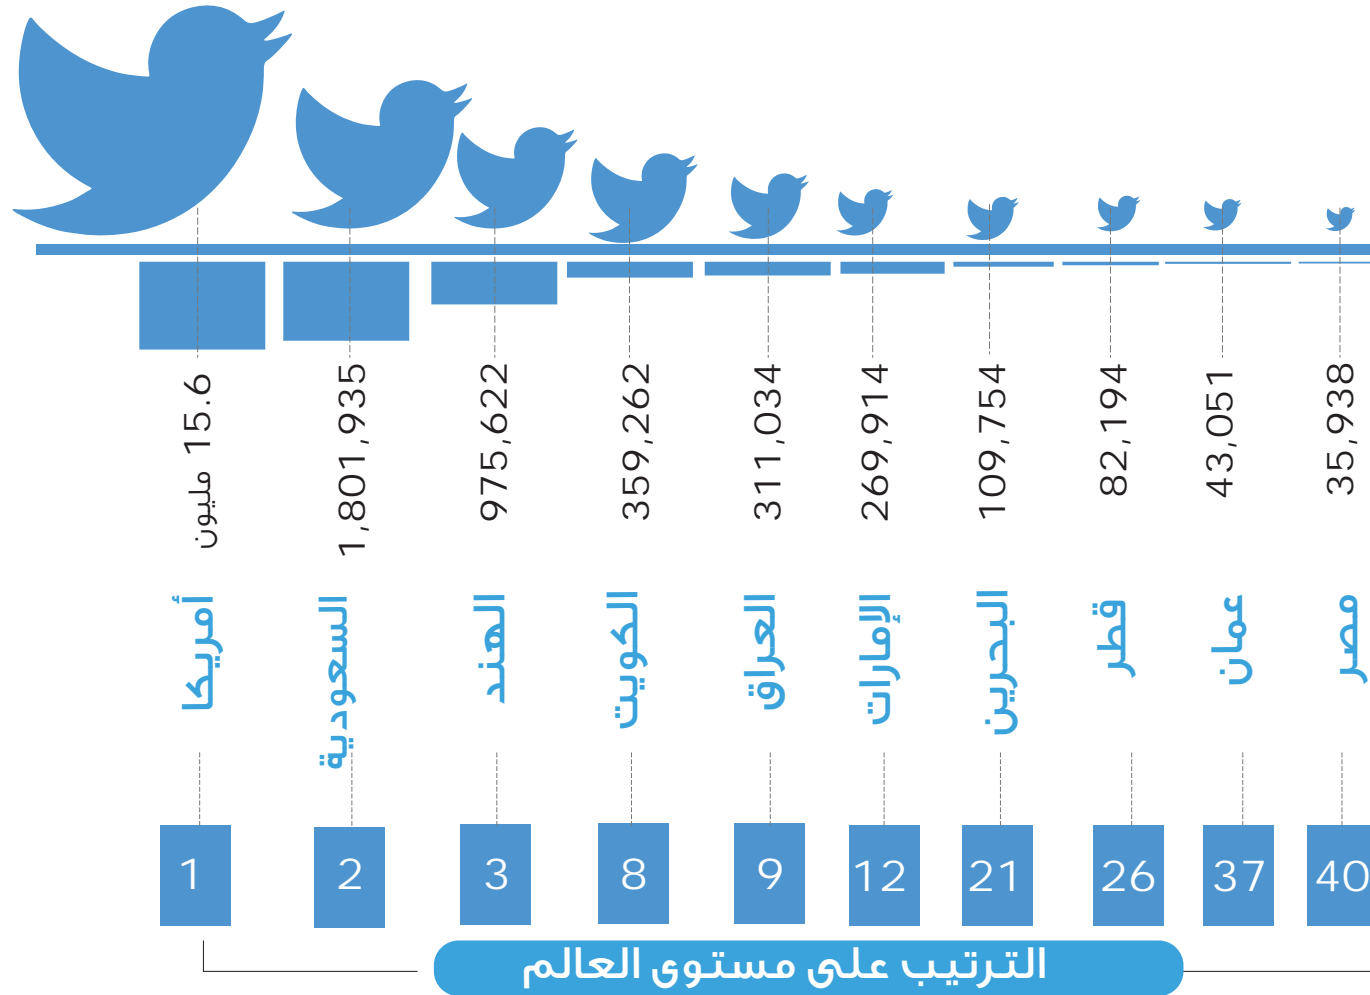 15.6 مليون
1,801,935
975,622
359,262
311,034
269,914
109,754
82,194
43,051
35,938
أمريكا
السعودية
الهند
الكويت
العراق
الإمارات
البحرين
قطر
عمان
مصر
1
2
3
8
9
12
21
26
37
40
الترتيب على مستوى العالم